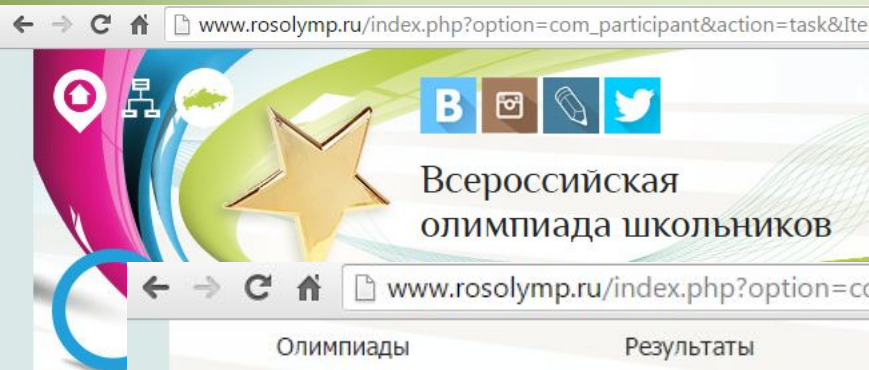 www.rosolymp.ru/index.php?option=com_participant&action=task&Ite
В
Всероссийская
олимпиада школьников
www.rosolymp.ru/index.php?option=co
Олимпиады Результаты